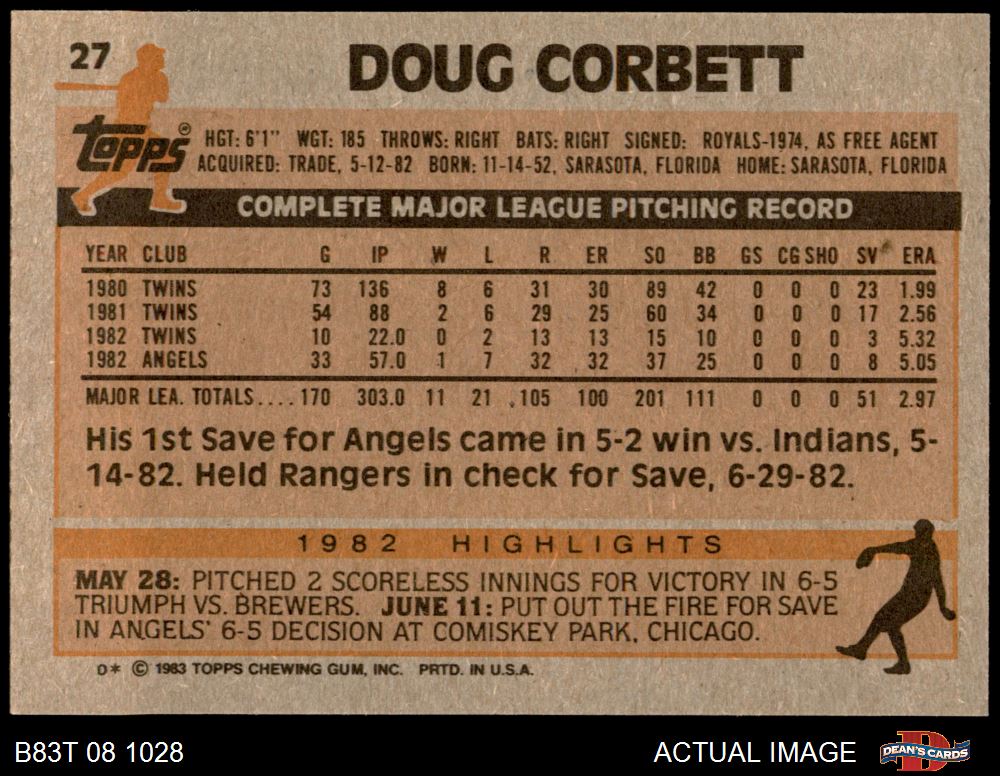 27
DOUG CORBETT
topps®
HGT: 6'1" WGT: 185 THROWS: RIGHT BATS: RIGHT SIGNED: ROYALS-1974, AS FREE AGENT
ACQUIRED: TRADE, 5-12-82 BORN: 11-14-52, SARASOTA, FLORIDA HOME: SARASOTA, FLORIDA
COMPLETE MAJOR LEAGUE PITCHING RECORD
YEAR CLUB G IP W L R ER SO BB GS CG SHO SV ERA
1980 TWINS 73 136 8 6 31 30 89 42 0 0 0 23 1.99
1981 TWINS 54 88 2 6 29 25 60 34 0 0 0 17 2.56
1982 TWINS 10 22.0 0 2 13 13 15 10 0 0 0 3 5.32
1982 ANGELS 33 57.0 1 7 32 32 37 25 0 0 0 8 5.05
MAJOR LEA. TOTALS.... 170 303.0 11 21 105 100 201 111 0 0 0 51 2.97
His 1st Save for Angels came in 5-2 win vs. Indians, 5-
14-82. Held Rangers in check for Save, 6-29-82.
1982 HIGHLIGHTS
MAY 28: PITCHED 2 SCORELESS INNINGS FOR VICTORY IN 6-5
TRIUMPH VS. BREWERS. JUNE 11: PUT OUT THE FIRE FOR SAVE
IN ANGELS' 6-5 DECISION AT COMISKEY PARK, CHICAGO.
D* © 1983 TOPPS CHEWING GUM, INC. PRTD. IN U.S.A.
B83T 08 1028
ACTUAL IMAGE
D
DEAN'S CARDS